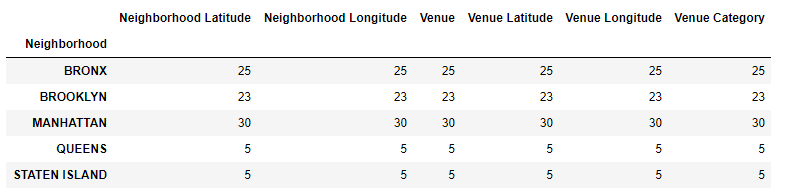 Neighborhood Latitude Neighborhood Longitude Venue Venue Latitude Venue Longitude Venue Category
Neighborhood
BRONX 25 25 25 25 25 25
BROOKLYN 23 23 23 23 23 23
MANHATTAN 30 30 30 30 30 30
QUEENS 5 5 5 5 5 5
STATEN ISLAND 5 5 5 5 5 5